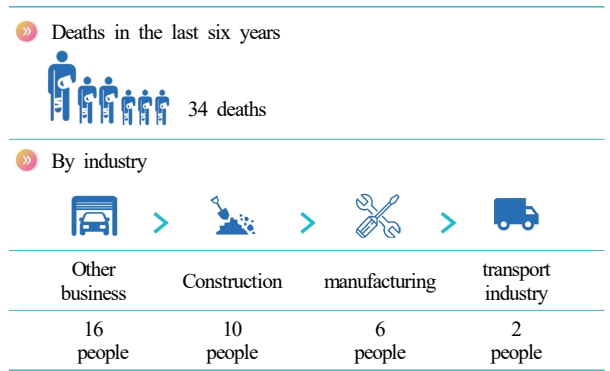 Deaths in the last six years
34 deaths
By industry
Other business
Construction
manufacturing
transport industry
16 people
10 people
6 people
2 people